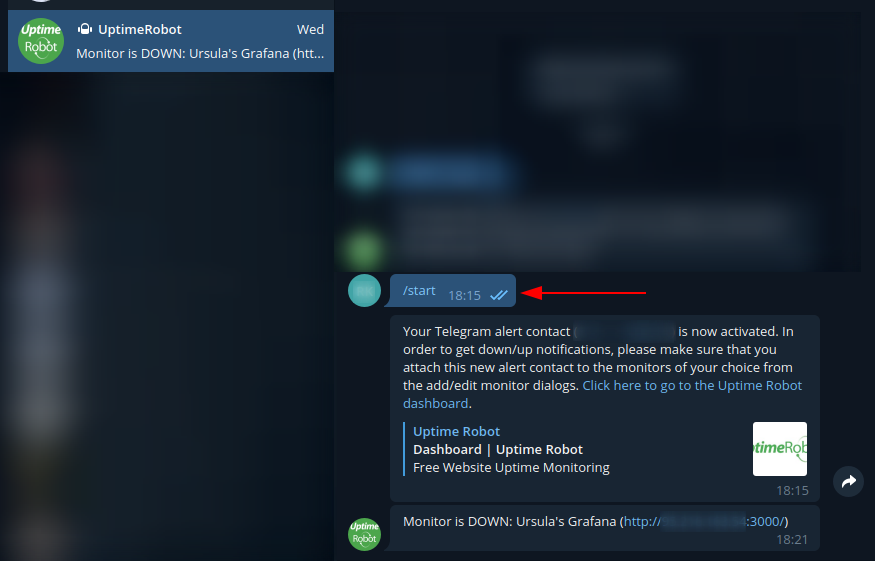 Uptime
Robot
UptimeRobot
Wed
Monitor is DOWN: Ursula's Grafana (htt...
/start
18:15
Your Telegram alert contact ( is now activated. In
order to get down/up notifications, please make sure that you
attach this new alert contact to the monitors of your choice from
the add/edit monitor dialogs. Click here to go to the Uptime Robot
dashboard.
Uptime Robot
Dashboard | Uptime Robot
Free Website Uptime Monitoring
timeRob
18:15
Uptime
Robot
Monitor is DOWN: Ursula's Grafana (http:// :3000/)
18:21